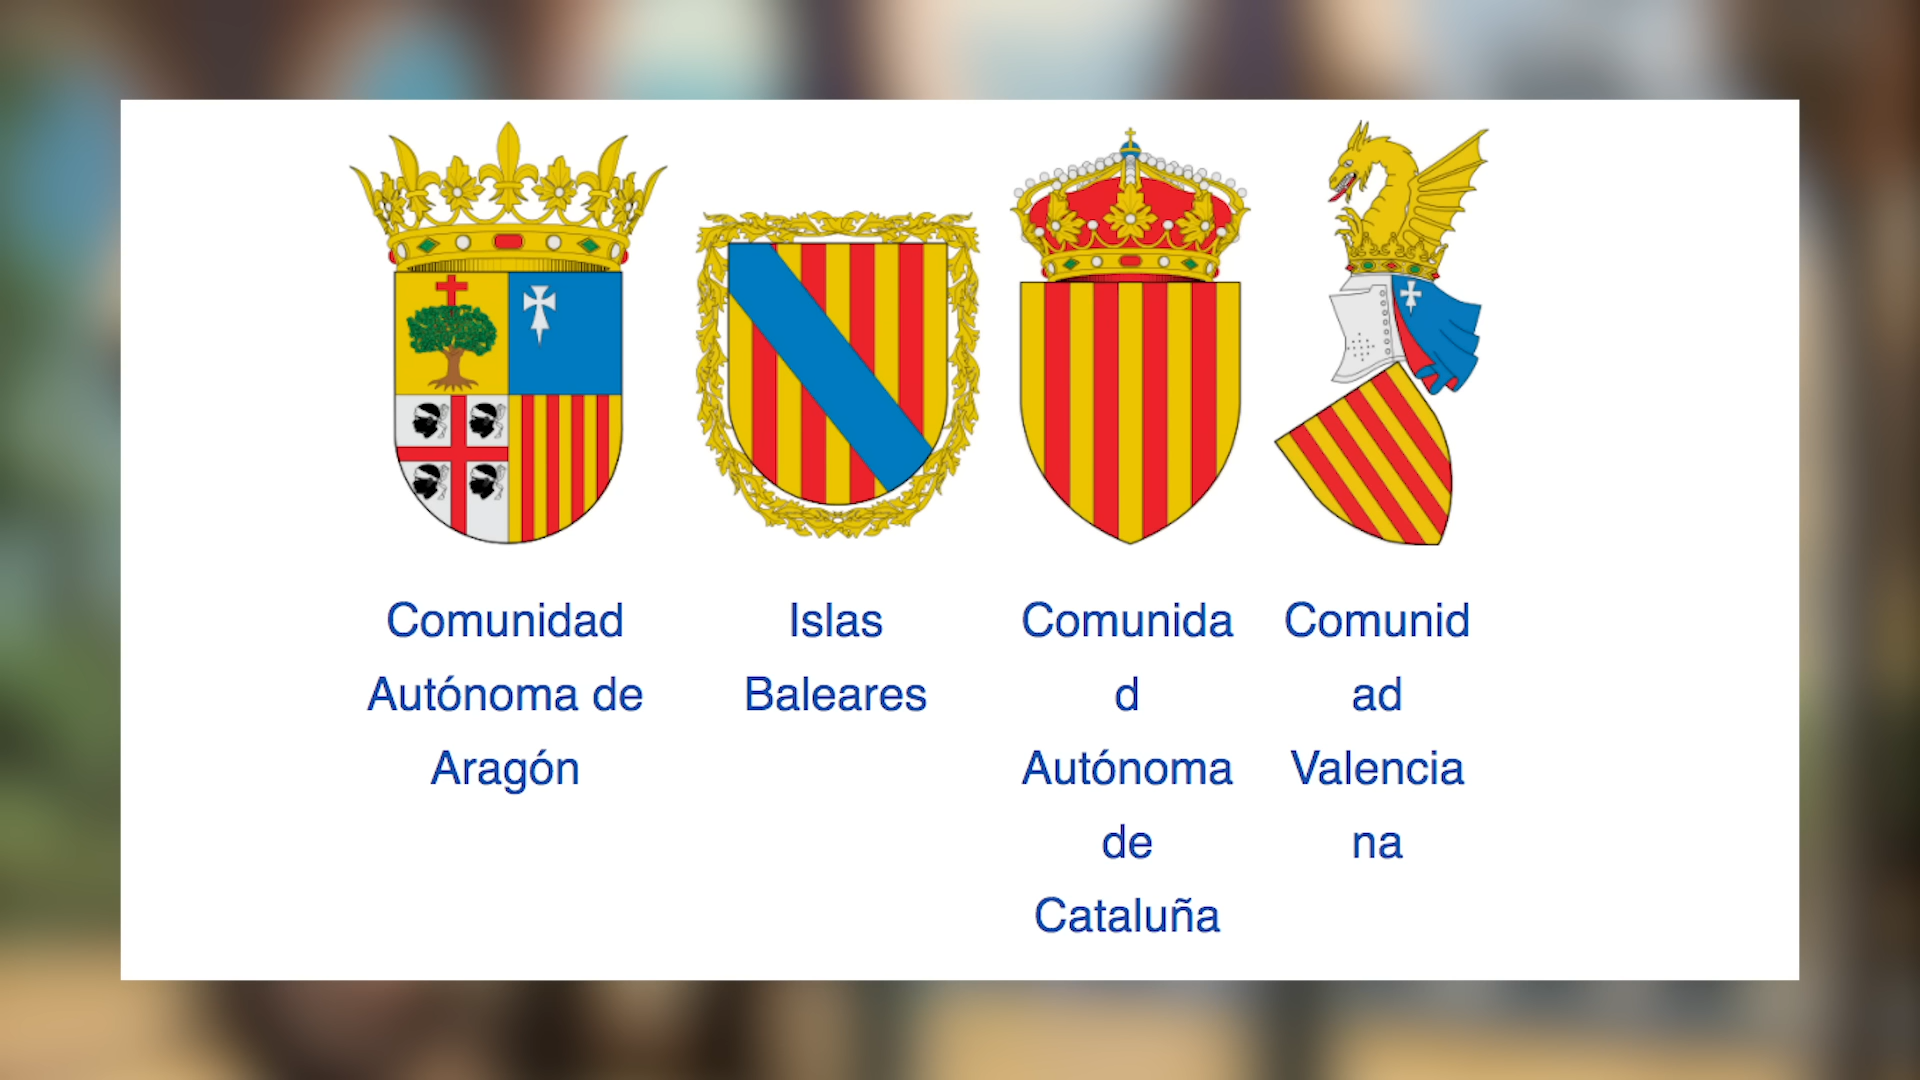 Comunidad
Autónoma de
Aragón
Islas
Baleares
Comunida
d
Autónoma
de
Cataluña
Comunid
ad
Valencia
na